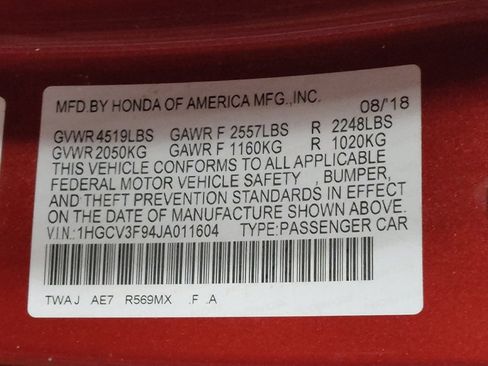 MFD BY HONDA OF AMERICA MFG.,INC. 08/'18
GVWR 4519LBS GAWR F 2557LBS R 2248LBS
GVWR 2050KG GAWR F 1160KG R 1020KG
THIS VEHICLE CONFORMS TO ALL APPLICABLE
FEDERAL MOTOR VEHICLE SAFETY , BUMPER,
AND THEFT PREVENTION STANDARDS IN EFFECT
ON THE DATE OF MANUFACTURE SHOWN ABOVE.
V.I.N.: 1HGCV3F94JA011604 TYPE:PASSENGER CAR
TWAJ AE7 R569MX .F .A